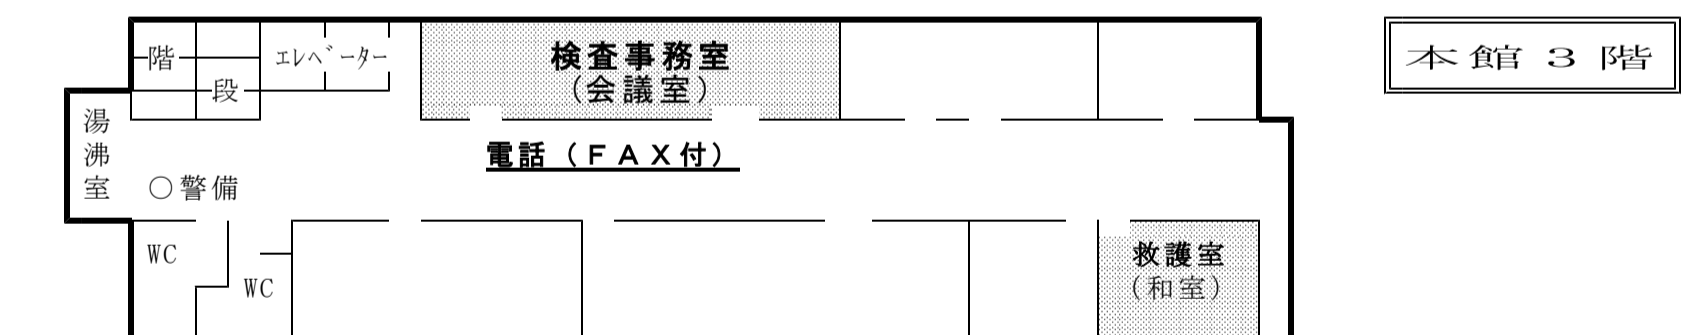 本館３階
階
段
エレベーター
検査事務室
（会議室）
湯沸室
電話（ＦＡＸ付）
○警備
WC
WC
救護室
（和室）